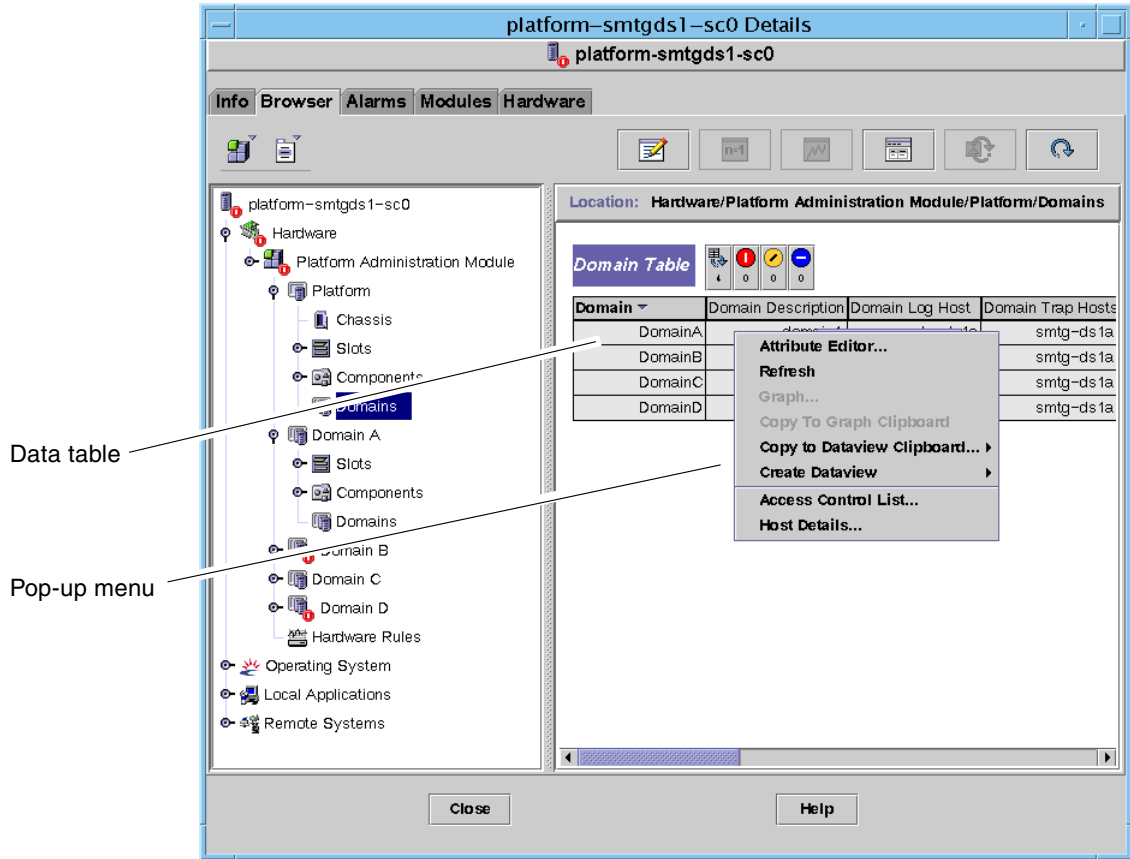 platform–smtgds1–sc0 Details
platform-smtgds1-sc0
Info Browser Alarms Modules Hardware
n=1
platform-smtgds1-sc0
Hardware
Platform Administration Module
Platform
Chassis
Slots
Components
Domains
Domain A
Slots
Components
Domains
Domain B
Domain C
Domain D
Hardware Rules
Operating System
Local Applications
Remote Systems
Location: Hardware/Platform Administration Module/Platform/Domains
Domain Table
4 0 0 0
Domain Domain Description Domain Log Host Domain Trap Hosts
DomainA smtg-ds1a
DomainB smtg-ds1a
DomainC smtg-ds1a
DomainD smtg-ds1a
Attribute Editor...
Refresh
Graph...
Copy To Graph Clipboard
Copy to Dataview Clipboard...
Create Dataview
Access Control List...
Host Details...
Data table
Pop-up menu
Close Help